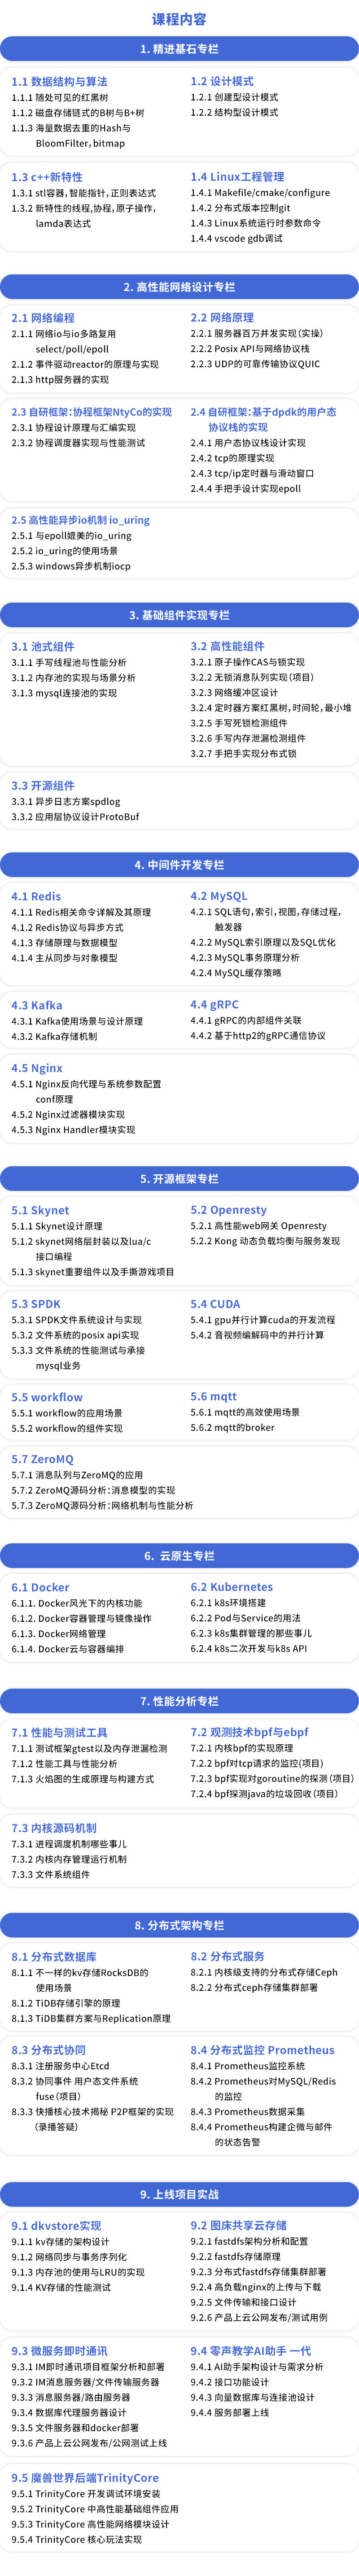 课程内容
1. 精进基石专栏
1.1 数据结构与算法
1.1.1 随处可见的红黑树
1.1.2 磁盘存储链式的B树与B+树
1.1.3 海量数据去重的Hash与
BloomFilter，bitmap
1.2 设计模式
1.2.1 创建型设计模式
1.2.2 结构型设计模式
1.3 c++新特性
1.3.1 stl容器，智能指针，正则表达式
1.3.2 新特性的线程，协程，原子操作，
lamda表达式
1.4 Linux工程管理
1.4.1 Makefile/cmake/configure
1.4.2 分布式版本控制git
1.4.3 Linux系统运行时参数命令
1.4.4 vscode gdb调试
2. 高性能网络设计专栏
2.1 网络编程
2.1.1 网络io与io多路复用
select/poll/epoll
2.1.2 事件驱动reactor的原理与实现
2.1.3 http服务器的实现
2.2 网络原理
2.2.1 服务器百万并发实现（实操）
2.2.2 Posix API与网络协议栈
2.2.3 UDP的可靠传输协议QUIC
2.3 自研框架：协程框架NtyCo的实现
2.3.1 协程设计原理与汇编实现
2.3.2 协程调度器实现与性能测试
2.4 自研框架：基于dpdk的用户态
协议栈的实现
2.4.1 用户态协议栈设计实现
2.4.2 tcp的原理实现
2.4.3 tcp/ip定时器与滑动窗口
2.4.4 手把手设计实现epoll
2.5 高性能异步io机制 io_uring
2.5.1 与epoll媲美的io_uring
2.5.2 io_uring的使用场景
2.5.3 windows异步机制iocp
3. 基础组件实现专栏
3.1 池式组件
3.1.1 手写线程池与性能分析
3.1.2 内存池的实现与场景分析
3.1.3 mysql连接池的实现
3.2 高性能组件
3.2.1 原子操作CAS与锁实现
3.2.2 无锁消息队列实现（项目）
3.2.3 网络缓冲区设计
3.2.4 定时器方案红黑树，时间轮，最小堆
3.2.5 手写死锁检测组件
3.2.6 手写内存泄漏检测组件
3.2.7 手把手实现分布式锁
3.3 开源组件
3.3.1 异步日志方案spdlog
3.3.2 应用层协议设计ProtoBuf
4. 中间件开发专栏
4.1 Redis
4.1.1 Redis相关命令详解及其原理
4.1.2 Redis协议与异步方式
4.1.3 存储原理与数据模型
4.1.4 主从同步与对象模型
4.2 MySQL
4.2.1 SQL语句，索引，视图，存储过程，
触发器
4.2.2 MySQL索引原理以及SQL优化
4.2.3 MySQL事务原理分析
4.2.4 MySQL缓存策略
4.3 Kafka
4.3.1 Kafka使用场景与设计原理
4.3.2 Kafka存储机制
4.4 gRPC
4.4.1 gRPC的内部组件关联
4.4.2 基于http2的gRPC通信协议
4.5 Nginx
4.5.1 Nginx反向代理与系统参数配置
conf原理
4.5.2 Nginx过滤器模块实现
4.5.3 Nginx Handler模块实现
5. 开源框架专栏
5.1 Skynet
5.1.1 Skynet设计原理
5.1.2 skynet网络层封装以及lua/c
接口编程
5.1.3 skynet重要组件以及手撕游戏项目
5.2 Openresty
5.2.1 高性能web网关 Openresty
5.2.2 Kong 动态负载均衡与服务发现
5.3 SPDK
5.3.1 SPDK文件系统设计与实现
5.3.2 文件系统的posix api实现
5.3.3 文件系统的性能测试与承接
mysql业务
5.4 CUDA
5.4.1 gpu并行计算cuda的开发流程
5.4.2 音视频编解码中的并行计算
5.5 workflow
5.5.1 workflow的应用场景
5.5.2 workflow的组件实现
5.6 mqtt
5.6.1 mqtt的高效使用场景
5.6.2 mqtt的broker
5.7 ZeroMQ
5.7.1 消息队列与ZeroMQ的应用
5.7.2 ZeroMQ源码分析：消息模型的实现
5.7.3 ZeroMQ源码分析：网络机制与性能分析
6. 云原生专栏
6.1 Docker
6.1.1. Docker风光下的内核功能
6.1.2. Docker容器管理与镜像操作
6.1.3. Docker网络管理
6.1.4. Docker云与容器编排
6.2 Kubernetes
6.2.1 k8s环境搭建
6.2.2 Pod与Service的用法
6.2.3 k8s集群管理的那些事儿
6.2.4 k8s二次开发与k8s API
7. 性能分析专栏
7.1 性能与测试工具
7.1.1 测试框架gtest以及内存泄漏检测
7.1.2 性能工具与性能分析
7.1.3 火焰图的生成原理与构建方式
7.2 观测技术bpf与ebpf
7.2.1 内核bpf的实现原理
7.2.2 bpf对tcp请求的监控(项目)
7.2.3 bpf实现对goroutine的探测（项目）
7.2.4 bpf探测java的垃圾回收（项目）
7.3 内核源码机制
7.3.1 进程调度机制哪些事儿
7.3.2 内核内存管理运行机制
7.3.3 文件系统组件
8. 分布式架构专栏
8.1 分布式数据库
8.1.1 不一样的kv存储RocksDB的
使用场景
8.1.2 TiDB存储引擎的原理
8.1.3 TiDB集群方案与Replication原理
8.2 分布式服务
8.2.1 内核级支持的分布式存储Ceph
8.2.2 分布式ceph存储集群部署
8.3 分布式协同
8.3.1 注册服务中心Etcd
8.3.2 协同事件 用户态文件系统
fuse（项目）
8.3.3 快播核心技术揭秘 P2P框架的实现
（录播答疑）
8.4 分布式监控 Prometheus
8.4.1 Prometheus监控系统
8.4.2 Prometheus对MySQL/Redis
的监控
8.4.3 Prometheus数据采集
8.4.4 Prometheus构建企微与邮件
的状态告警
9. 上线项目实战
9.1 dkvstore实现
9.1.1 kv存储的架构设计
9.1.2 网络同步与事务序列化
9.1.3 内存池的使用与LRU的实现
9.1.4 KV存储的性能测试
9.2 图床共享云存储
9.2.1 fastdfs架构分析和配置
9.2.2 fastdfs存储原理
9.2.3 分布式fastdfs存储集群部署
9.2.4 高负载nginx的上传与下载
9.2.5 文件传输和接口设计
9.2.6 产品上云公网发布/测试用例
9.3 微服务即时通讯
9.3.1 IM即时通讯项目框架分析和部署
9.3.2 IM消息服务器/文件传输服务器
9.3.3 消息服务器/路由服务器
9.3.4 数据库代理服务器设计
9.3.5 文件服务器和docker部署
9.3.6 产品上云公网发布/公网测试上线
9.4 零声教学AI助手 一代
9.4.1 AI助手架构设计与需求分析
9.4.2 接口功能设计
9.4.3 向量数据库与连接池设计
9.4.4 服务部署上线
9.5 魔兽世界后端TrinityCore
9.5.1 TrinityCore 开发调试环境安装
9.5.2 TrinityCore 中高性能基础组件应用
9.5.3 TrinityCore 高性能网络模块设计
9.5.4 TrinityCore 核心玩法实现